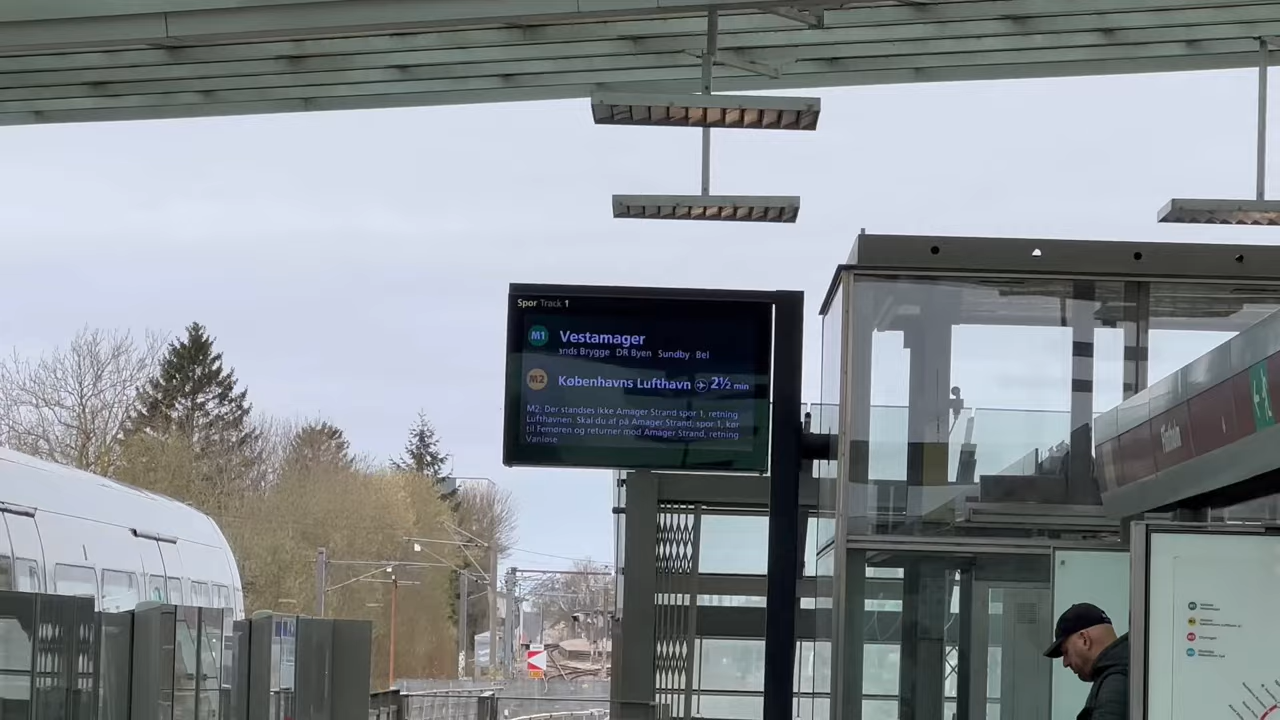 Spor Track 1
M1 Vestamager
ands Brygge DR Byen Sundby Bel
M2 Københavns Lufthavn 2½ min
M2: Der standses ikke Amager Strand spor 1, retning
Lufthavnen. Skal du af på Amager Strand, spor 1, kør
til Femøren og returner mod Amager Strand, retning
Vanløse